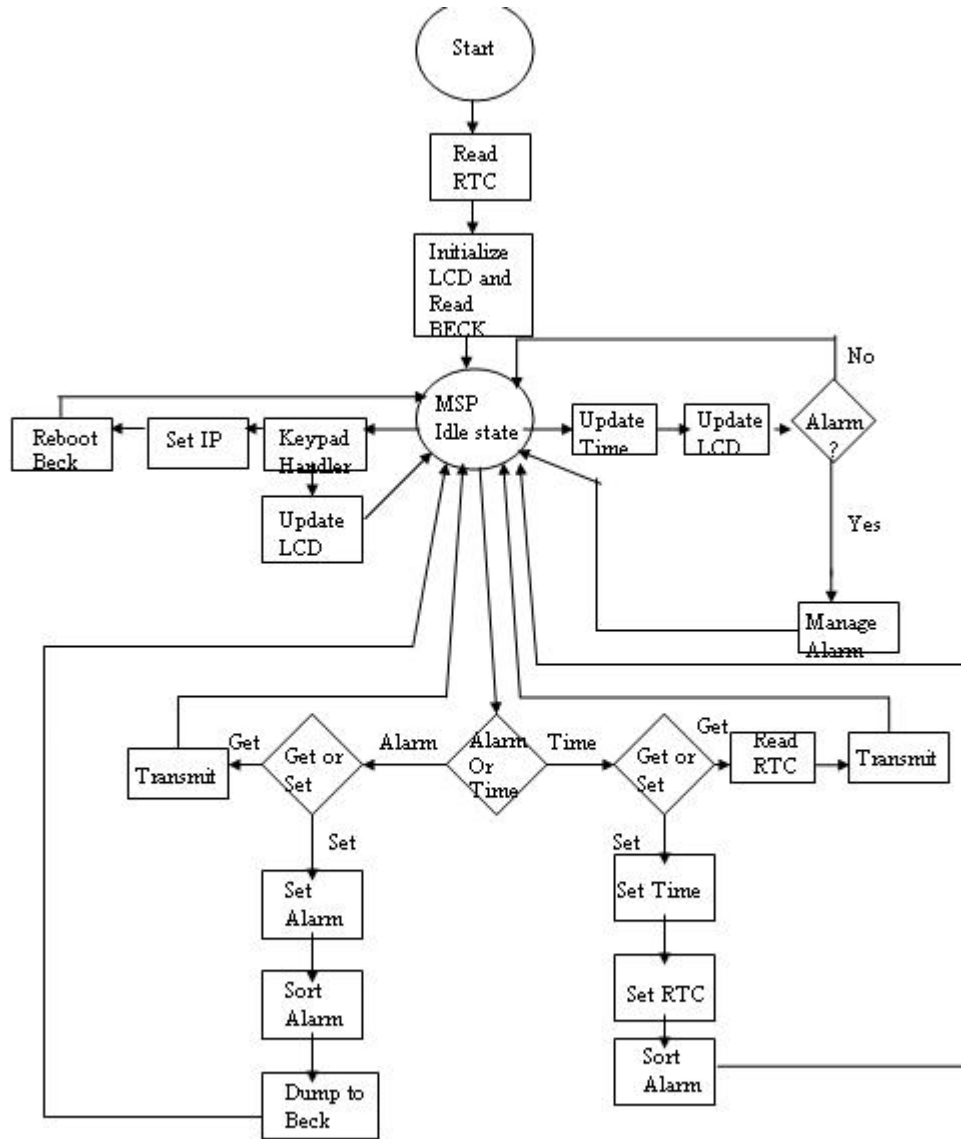 Start
Read
RTC
Initialize
LCD and
Read
BECK
No
MSP
Idle state
Update
Time
Update
LCD
Alarm
?
Reboot
Beck
Set IP
Keypad
Handler
Update
LCD
Yes
Manage
Alarm
Get
Get or
Set
Alarm
Alarm
Or
Time
Time
Get or
Set
Get
Read
RTC
Transmit
Transmit
Set
Set
Set
Alarm
Set Time
Sort
Alarm
Set RTC
Sort
Alarm
Dump to
Beck